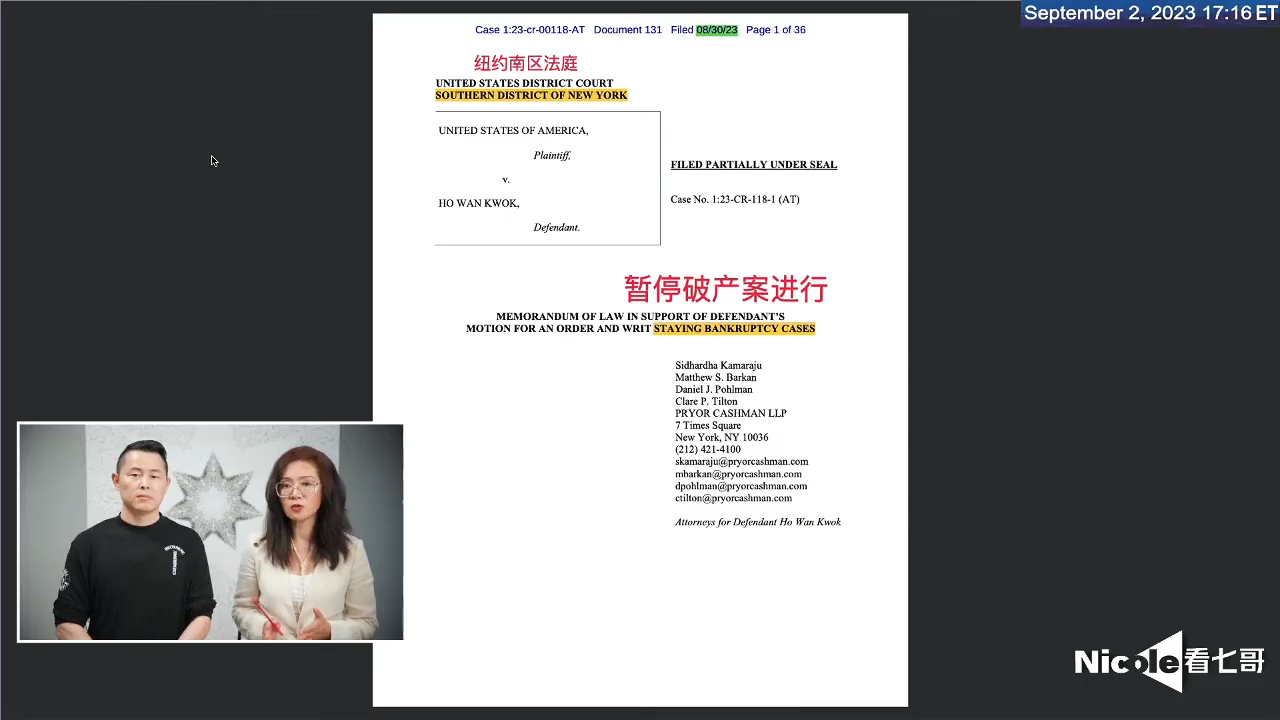 September 2, 2023 17:16 ET
Case 1:23-cr-00118-AT Document 131 Filed 08/30/23 Page 1 of 36
纽约南区法庭
UNITED STATES DISTRICT COURT
SOUTHERN DISTRICT OF NEW YORK
UNITED STATES OF AMERICA,
Plaintiff,
v.
HO WAN KWOK,
Defendant.
FILED PARTIALLY UNDER SEAL
Case No. 1:23-CR-118-1 (AT)
暂停破产案进行
MEMORANDUM OF LAW IN SUPPORT OF DEFENDANT'S
MOTION FOR AN ORDER AND WRIT STAYING BANKRUPTCY CASES
Sidhardha Kamaraju
Matthew S. Barkan
Daniel J. Pohlman
Clare P. Tilton
PRYOR CASHMAN LLP
7 Times Square
New York, NY 10036
(212) 421-4100
skamaraju@pryorcashman.com
mbarkan@pryorcashman.com
dpohlman@pryorcashman.com
ctilton@pryorcashman.com
Attorneys for Defendant Ho Wan Kwok
Nicole看七哥